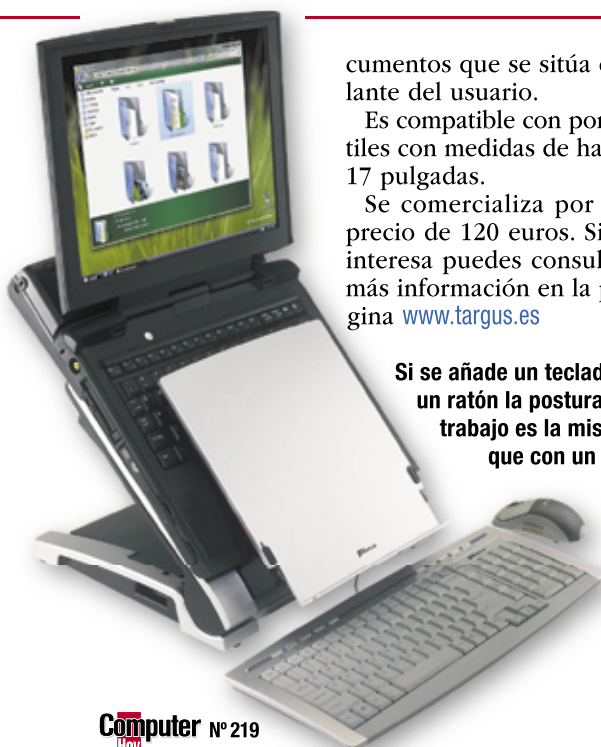 cumentos que se sitúa
lante del usuario.
Es compatible con por
tiles con medidas de ha
17 pulgadas.
Se comercializa por
precio de 120 euros. Si
interesa puedes consul
más información en la p
gina www.targus.es
Si se añade un teclad
un ratón la postura
trabajo es la mis
que con un
Targus
Computer Nº 219
Hoy